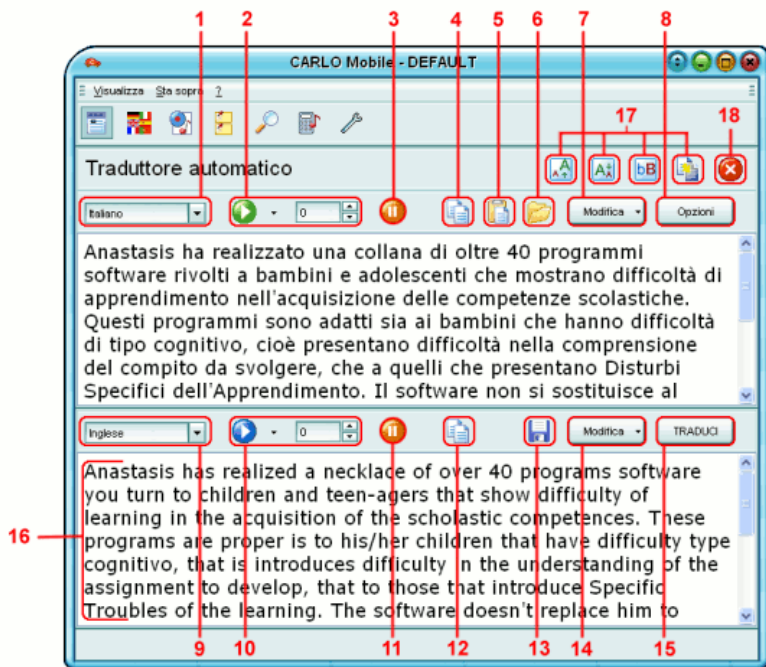 1 2 3 4 5 6 7 8
CARLO Mobile - DEFAULT
Visualizza Sta sopra ?
17 18
Traduttore automatico
Italiano 0 Modifica Opzioni
Anastasis ha realizzato una collana di oltre 40 programmi
software rivolti a bambini e adolescenti che mostrano difficoltà di
apprendimento nell'acquisizione delle competenze scolastiche.
Questi programmi sono adatti sia ai bambini che hanno difficoltà
di tipo cognitivo, cioè presentano difficoltà nella comprensione
del compito da svolgere, che a quelli che presentano Disturbi
Specifici dell'Apprendimento. Il software non si sostituisce al
Inglese 0 Modifica TRADUCI
Anastasis has realized a necklace of over 40 programs software
you turn to children and teen-agers that show difficulty of
learning in the acquisition of the scholastic competences. These
16 programs are proper is to his/her children that have difficulty type
cognitivo, that is introduces difficulty in the understanding of the
assignment to develop, that to those that introduce Specific
Troubles of the learning. The software doesn't replace him to
9 10 11 12 13 14 15